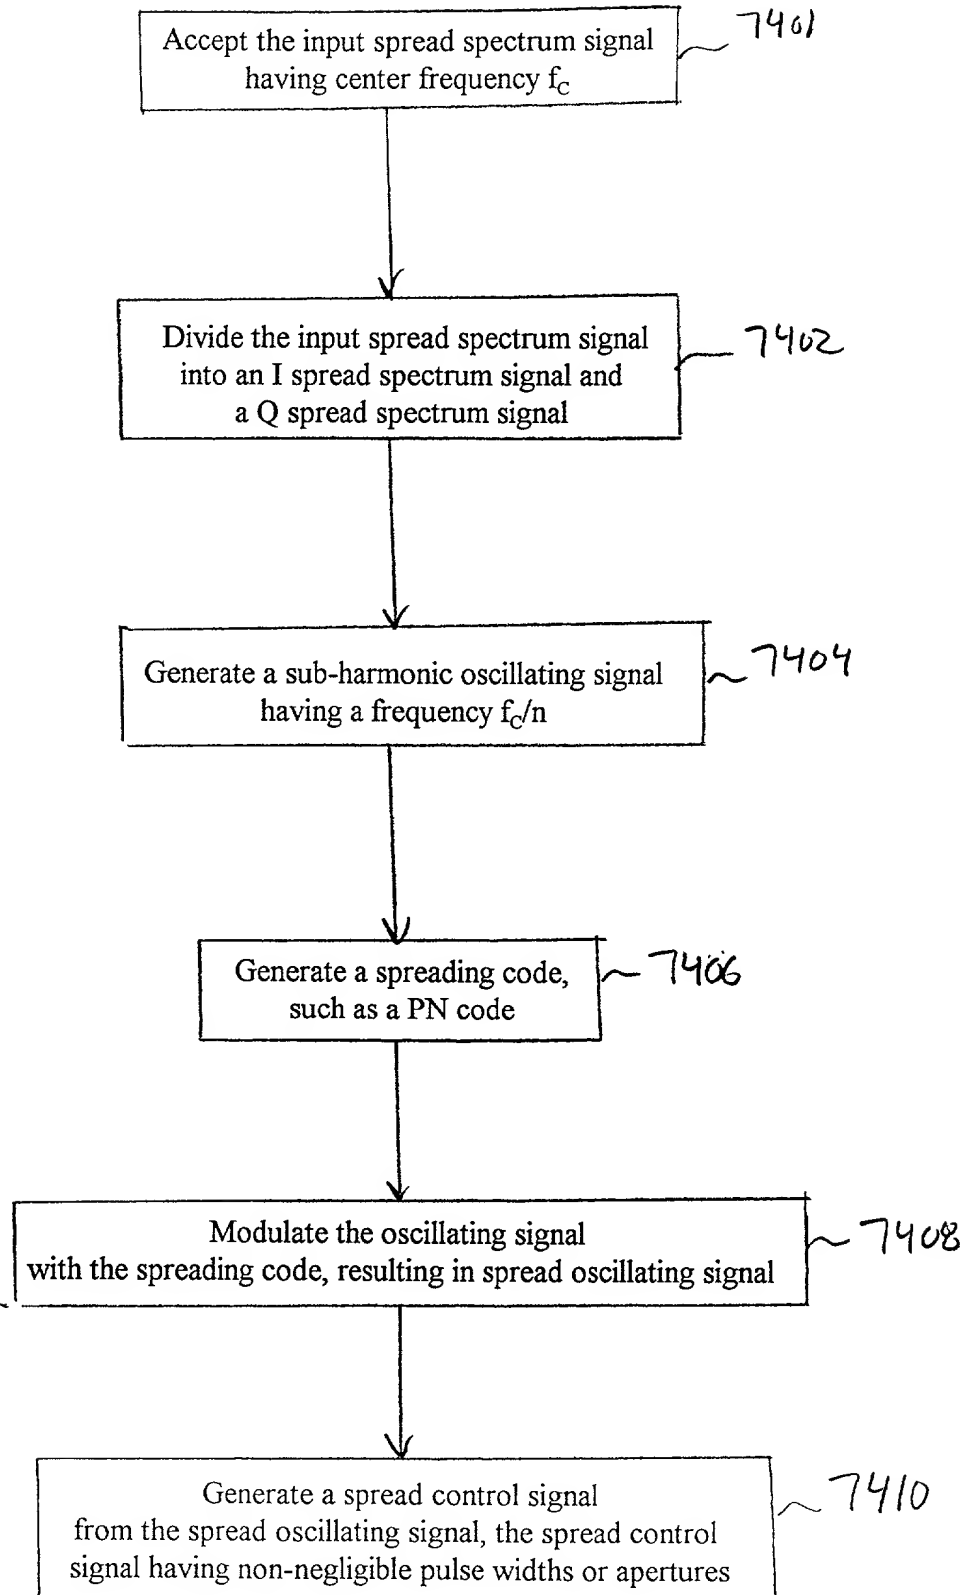 Accept the input spread spectrum signal
having center frequency fC
7401
Divide the input spread spectrum signal
into an I spread spectrum signal and
a Q spread spectrum signal
7402
Generate a sub-harmonic oscillating signal
having a frequency fC/n
7404
Generate a spreading code,
such as a PN code
7406
Modulate the oscillating signal
with the spreading code, resulting in spread oscillating signal
7408
Generate a spread control signal
from the spread oscillating signal, the spread control
signal having non-negligible pulse widths or apertures
7410